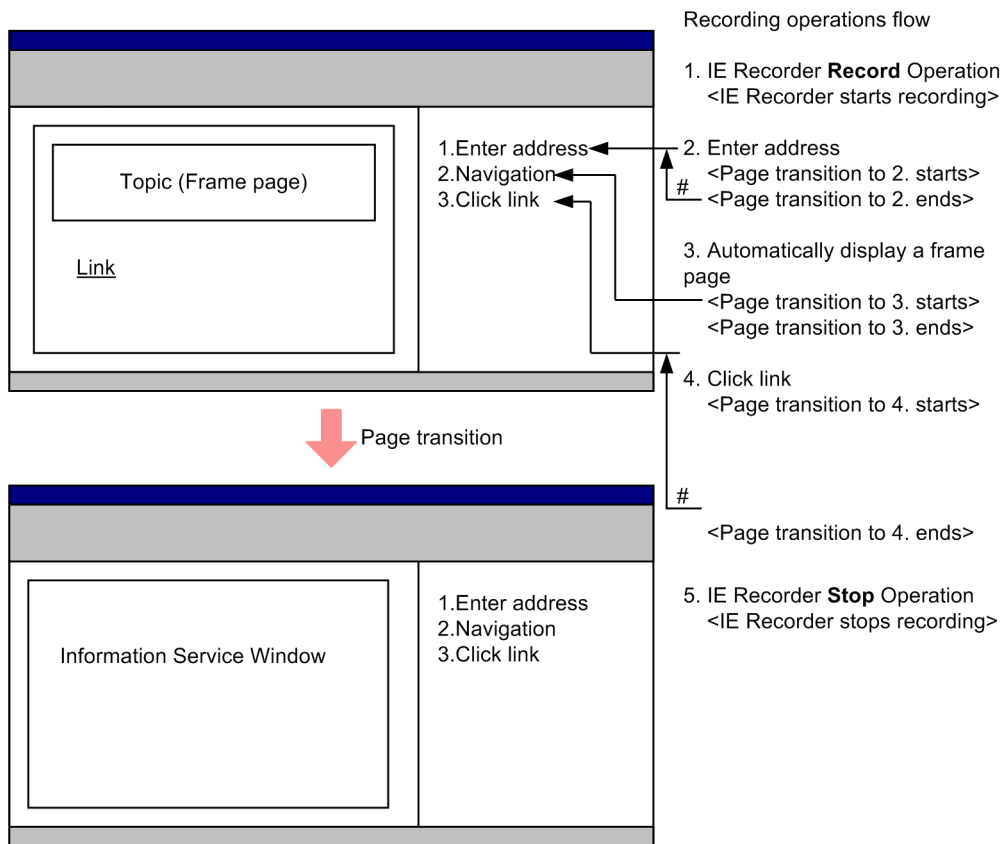 Recording operations flow
1. IE Recorder Record Operation
<IE Recorder starts recording>
Topic (Frame page)
Link
1.Enter address
2.Navigation
3.Click link
2. Enter address
<Page transition to 2. starts>
#
<Page transition to 2. ends>
3. Automatically display a frame
page
<Page transition to 3. starts>
<Page transition to 3. ends>
4. Click link
<Page transition to 4. starts>
Page transition
#
<Page transition to 4. ends>
Information Service Window
1.Enter address
2.Navigation
3.Click link
5. IE Recorder Stop Operation
<IE Recorder stops recording>